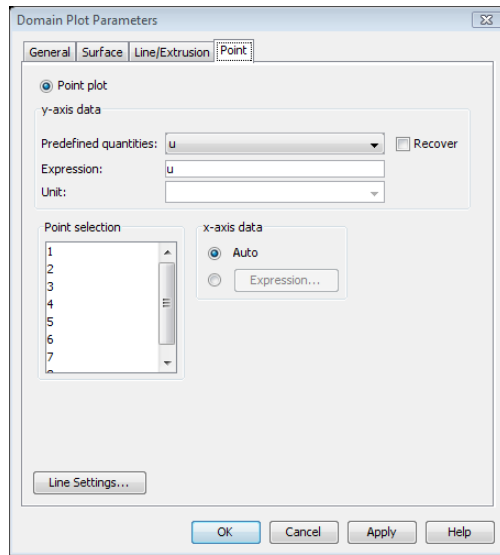 Domain Plot Parameters
General Surface Line/Extrusion Point
Point plot
y-axis data
Predefined quantities: u Recover
Expression: u
Unit:
Point selection x-axis data
1
2 Auto
3 Expression...
4
5
6
7
Line Settings...
OK Cancel Apply Help